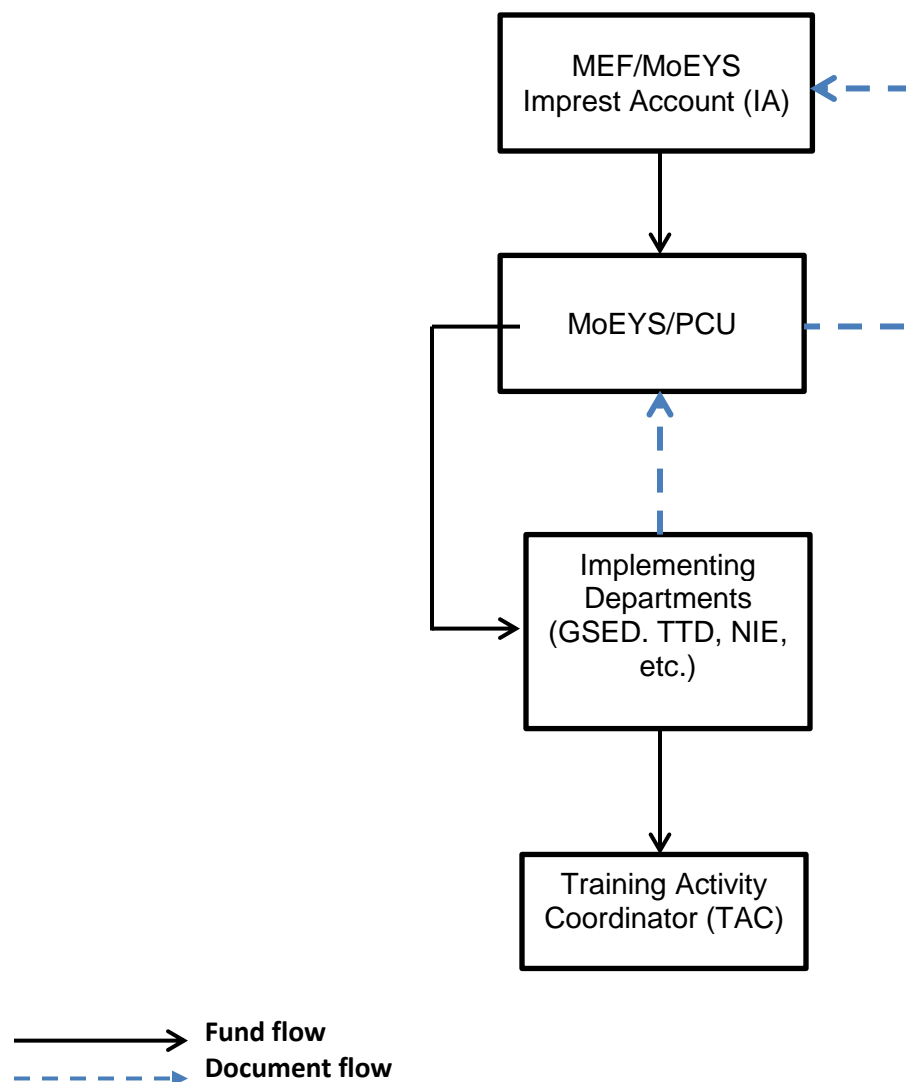 MEF/MoEYS
Imprest Account (IA)
MoEYS/PCU
Implementing
Departments
(GSED. TTD, NIE,
etc.)
Training Activity
Coordinator (TAC)
Fund flow
Document flow